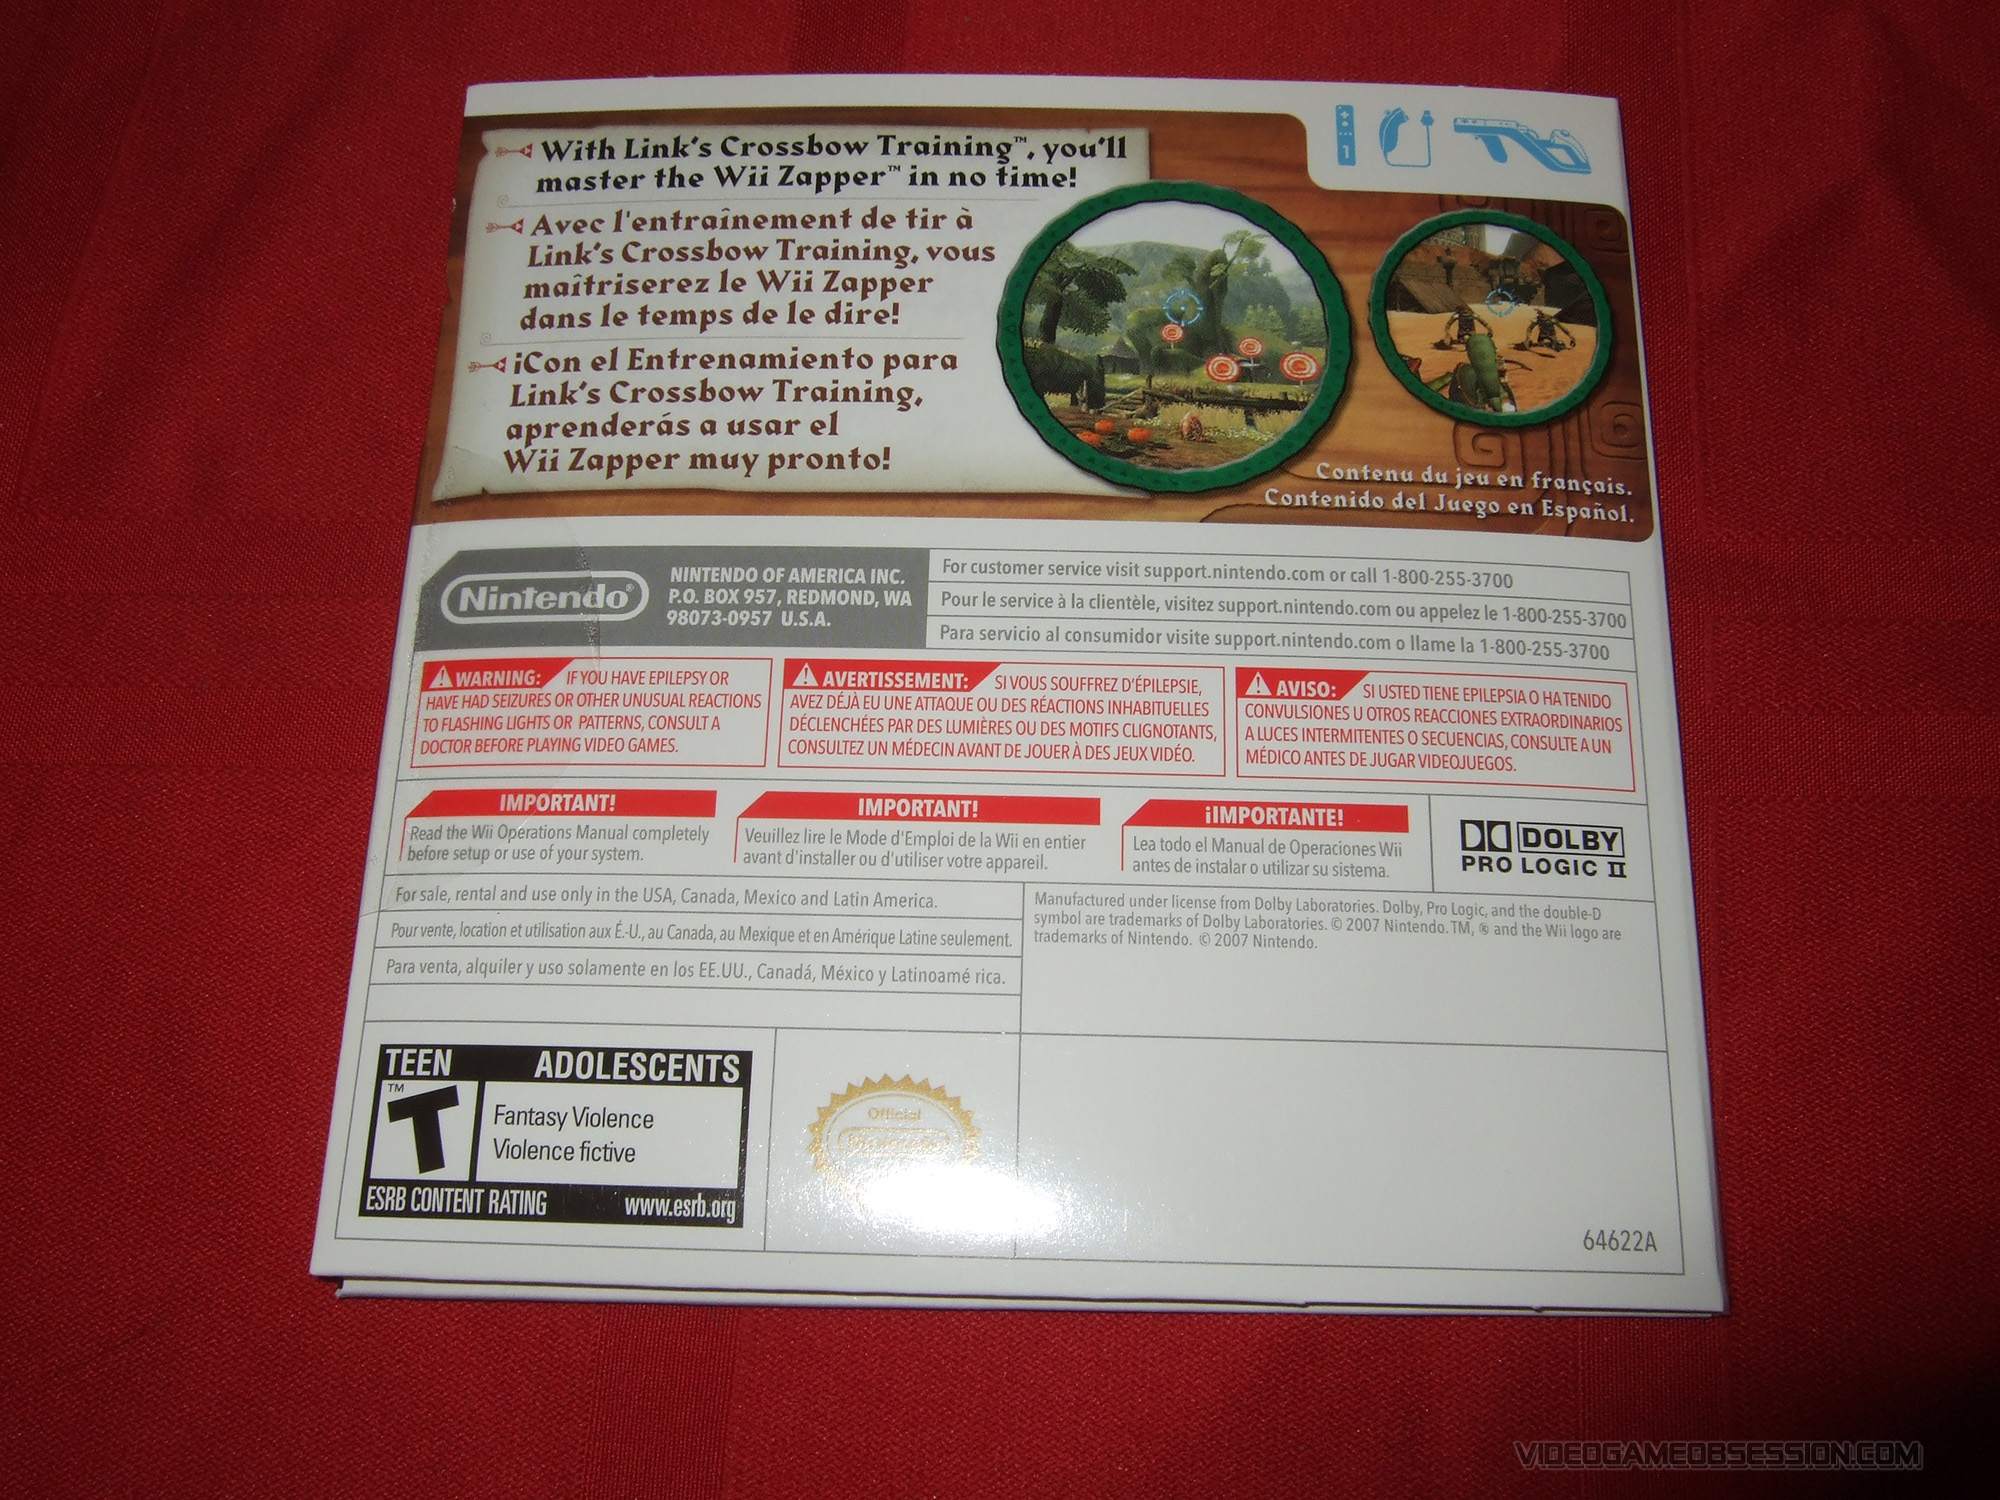 With Link's Crossbow Training™, you'll
master the Wii Zapper™ in no time!
Avec l'entraînement de tir à
Link's Crossbow Training, vous
maîtriserez le Wii Zapper
dans le temps de le dire!
¡Con el Entrenamiento para
Link's Crossbow Training,
aprenderás a usar el
Wii Zapper muy pronto!
1
Contenu du jeu en français.
Contenido del Juego en Español.
Nintendo®
NINTENDO OF AMERICA INC.
P.O. BOX 957, REDMOND, WA
98073-0957 U.S.A.
For customer service visit support.nintendo.com or call 1-800-255-3700
Pour le service à la clientèle, visitez support.nintendo.com ou appelez le 1-800-255-3700
Para servicio al consumidor visite support.nintendo.com o llame la 1-800-255-3700
WARNING: IF YOU HAVE EPILEPSY OR
HAVE HAD SEIZURES OR OTHER UNUSUAL REACTIONS
TO FLASHING LIGHTS OR PATTERNS, CONSULT A
DOCTOR BEFORE PLAYING VIDEO GAMES.
AVERTISSEMENT: SI VOUS SOUFFREZ D'ÉPILEPSIE,
AVEZ DÉJÀ EU UNE ATTAQUE OU DES RÉACTIONS INHABITUELLES
DÉCLENCHÉES PAR DES LUMIÈRES OU DES MOTIFS CLIGNOTANTS,
CONSULTEZ UN MÉDECIN AVANT DE JOUER À DES JEUX VIDÉO.
AVISO: SI USTED TIENE EPILEPSIA O HA TENIDO
CONVULSIONES U OTROS REACCIONES EXTRAORDINARIOS
A LUCES INTERMITENTES O SECUENCIAS, CONSULTE A UN
MÉDICO ANTES DE JUGAR VIDEOJUEGOS.
IMPORTANT!
Read the Wii Operations Manual completely
before setup or use of your system.
IMPORTANT!
Veuillez lire le Mode d'Emploi de la Wii en entier
avant d'installer ou d'utiliser votre appareil.
¡IMPORTANTE!
Lea todo el Manual de Operaciones Wii
antes de instalar o utilizar su sistema.
DOLBY
PRO LOGIC II
For sale, rental and use only in the USA, Canada, Mexico and Latin America.
Pour vente, location et utilisation aux É.-U., au Canada, au Mexique et en Amérique Latine seulement.
Para venta, alquiler y uso solamente en los EE.UU., Canadá, México y Latinoamé rica.
Manufactured under license from Dolby Laboratories. Dolby, Pro Logic, and the double-D
symbol are trademarks of Dolby Laboratories. © 2007 Nintendo. TM, ® and the Wii logo are
trademarks of Nintendo. © 2007 Nintendo.
TEEN ADOLESCENTS
T™
Fantasy Violence
Violence fictive
ESRB CONTENT RATING www.esrb.org
Official
Nintendo
64622A
VIDEOGAMEOBSESSION.COM